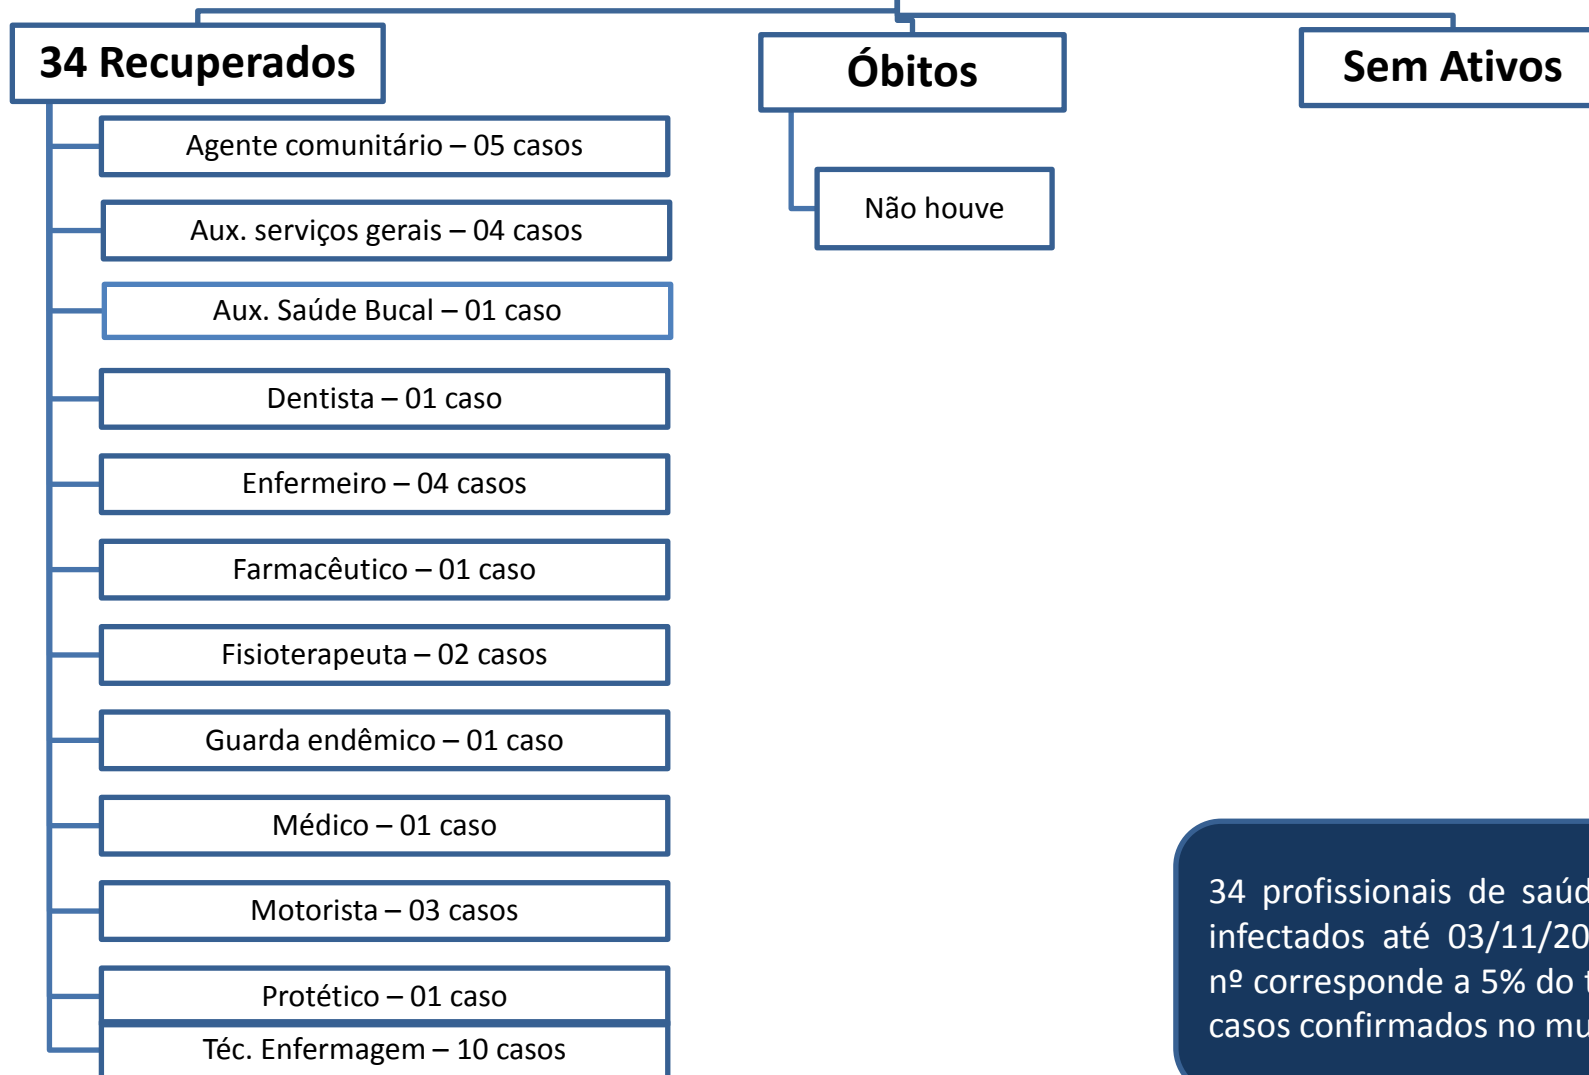 34 Recuperados
Óbitos
Sem Ativos
Agente comunitário – 05 casos
Aux. serviços gerais – 04 casos
Aux. Saúde Bucal – 01 caso
Dentista – 01 caso
Enfermeiro – 04 casos
Farmacêutico – 01 caso
Fisioterapeuta – 02 casos
Guarda endêmico – 01 caso
Médico – 01 caso
Motorista – 03 casos
Protético – 01 caso
Téc. Enfermagem – 10 casos
Não houve
34 profissionais de
infectados até
nº corresponde a 5% do
casos confirmados no